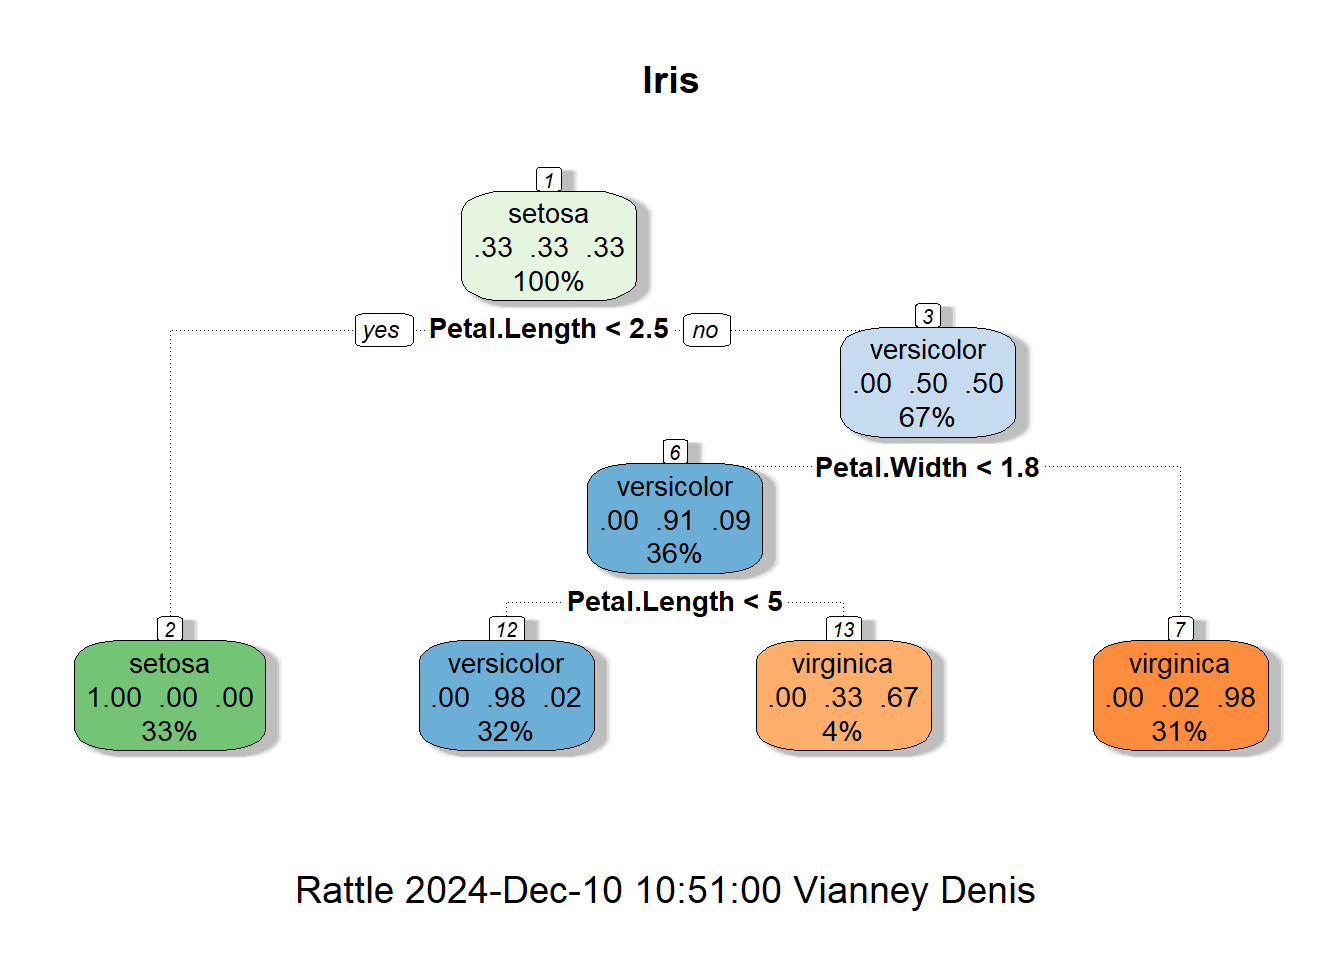 Iris
1
setosa
.33 .33 .33
100%
yes Petal.Length < 2.5 no
3
versicolor
.00 .50 .50
67%
Petal.Width < 1.8
6
versicolor
.00 .91 .09
36%
Petal.Length < 5
2
setosa
1.00 .00 .00
33%
12
versicolor
.00 .98 .02
32%
13
virginica
.00 .33 .67
4%
7
virginica
.00 .02 .98
31%
Rattle 2024-Dec-10 10:51:00 Vianney Denis